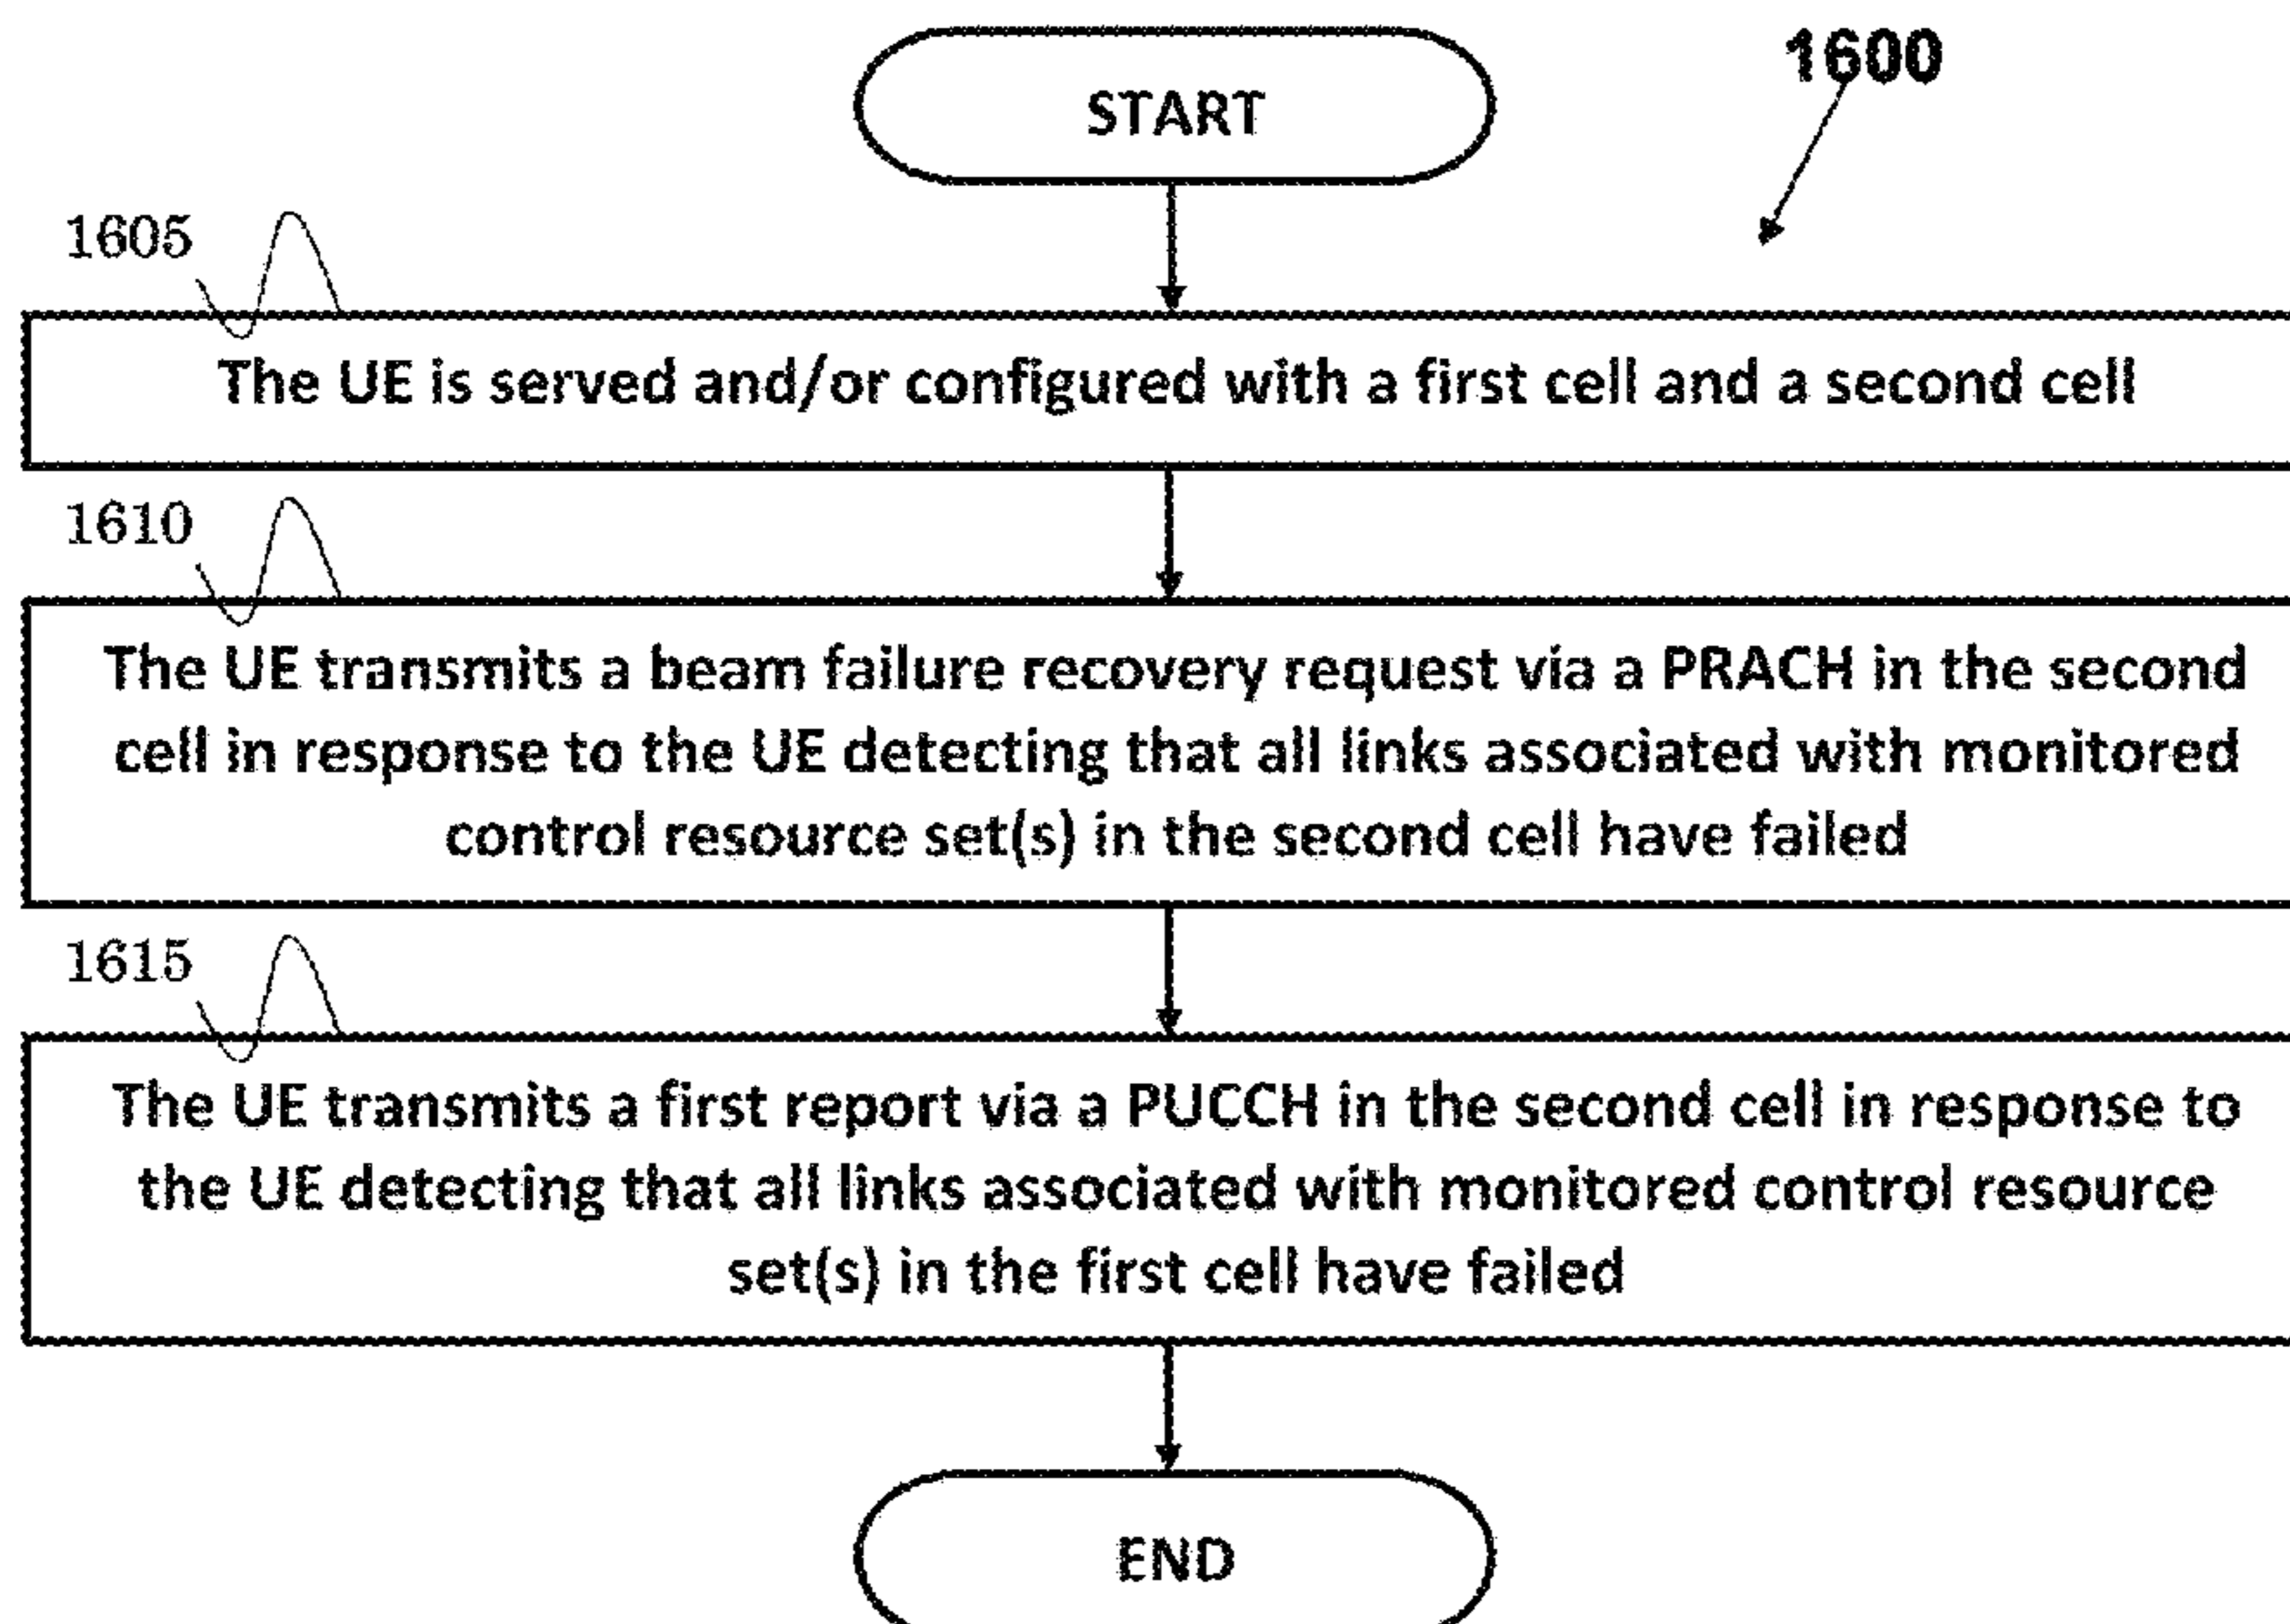 START
1600
1605
The UE is served and/or configured with a first cell and a second cell
1610
The UE transmits a beam failure recovery request via a PRACH in the second
cell in response to the UE detecting that all links associated with monitored
control resource set(s) in the second cell have failed
1615
The UE transmits a first report via a PUCCH in the second cell in response to
the UE detecting that all links associated with monitored control resource
set(s) in the first cell have failed
END